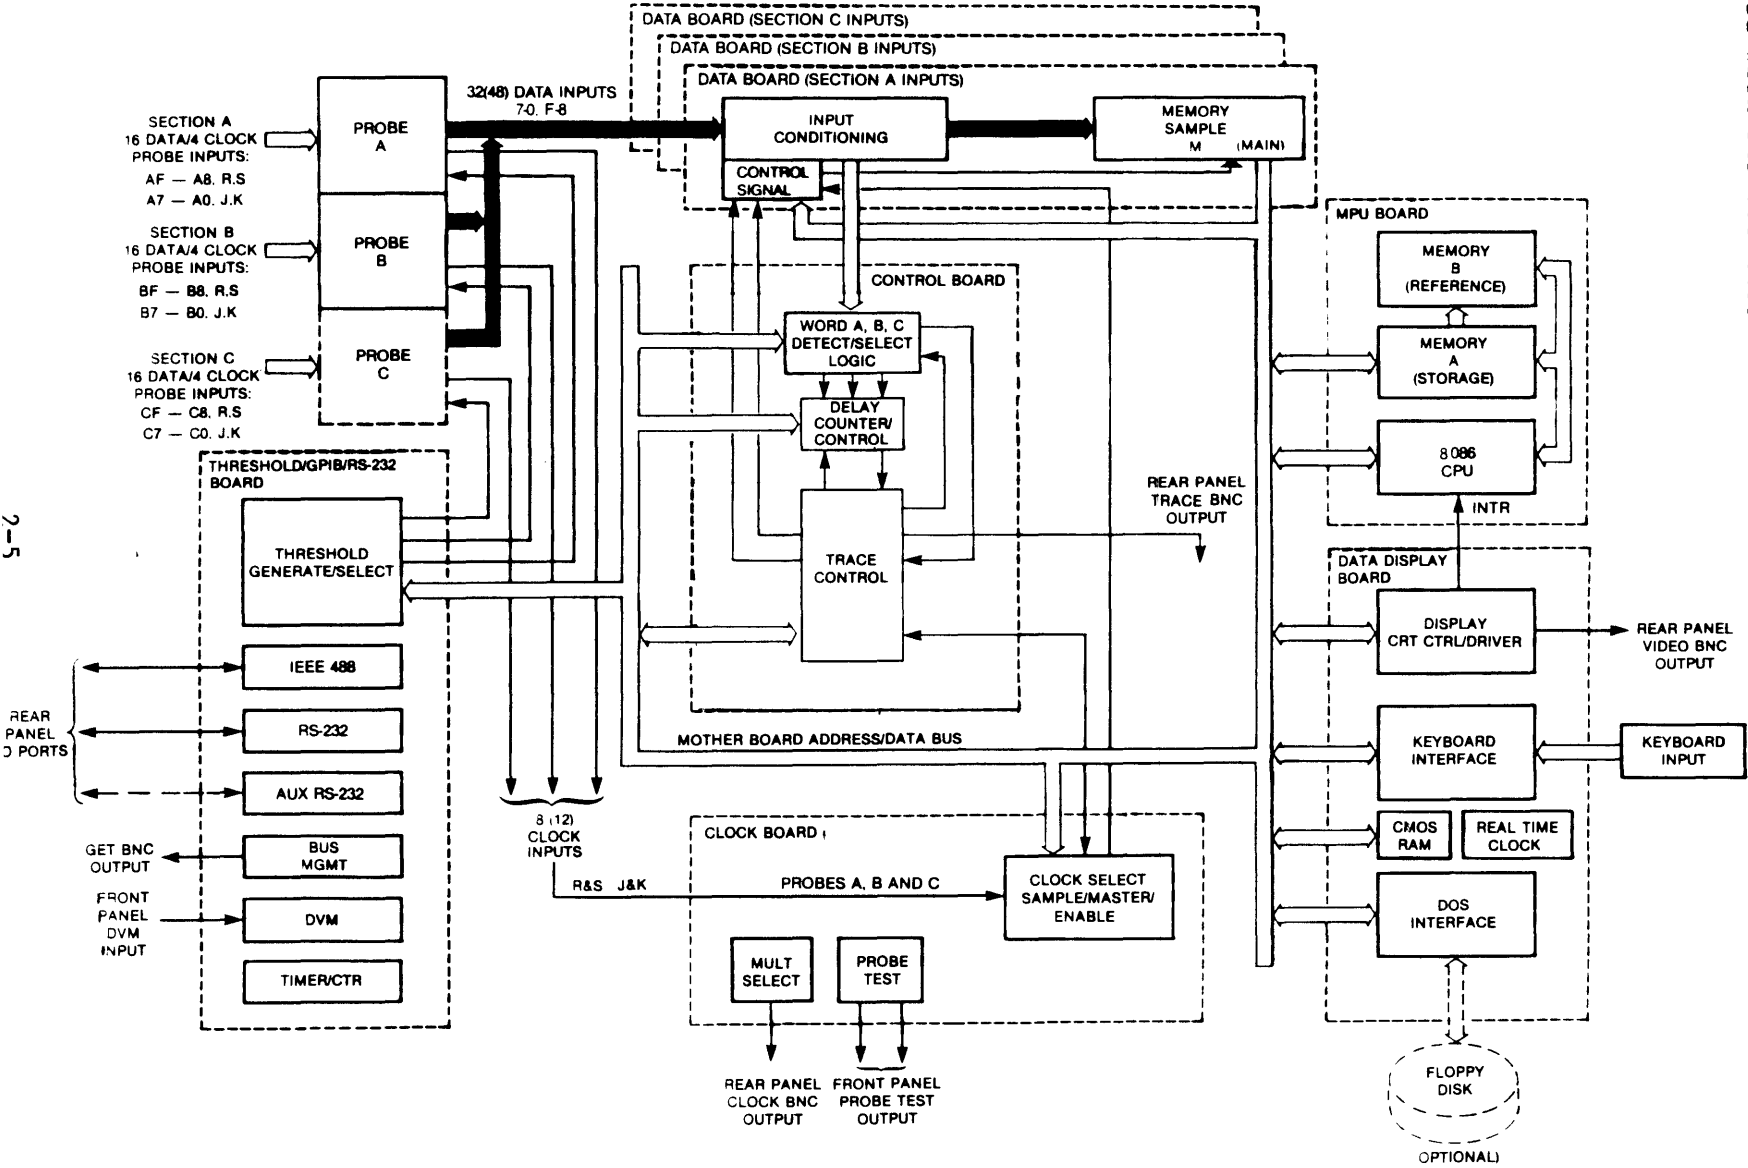 DATA BOARD (SECTION C INPUTS)
DATA BOARD (SECTION B INPUTS)
DATA BOARD (SECTION A INPUTS)
32(48) DATA INPUTS
7-0. F-8
INPUT
CONDITIONING
MEMORY
SAMPLE
M (MAIN)
CONTROL
SIGNAL
SECTION A
16 DATA/4 CLOCK
PROBE INPUTS:
AF — A8. R.S
A7 — A0. J.K
PROBE
A
SECTION B
16 DATA/4 CLOCK
PROBE INPUTS:
BF — B8. R.S
B7 — B0. J.K
PROBE
B
SECTION C
16 DATA/4 CLOCK
PROBE INPUTS:
CF — C8. R.S
C7 — C0. J.K
PROBE
C
MPU BOARD
MEMORY
B
(REFERENCE)
MEMORY
A
(STORAGE)
8086
CPU
INTR
CONTROL BOARD
WORD A, B, C
DETECT/SELECT
LOGIC
DELAY
COUNTER/
CONTROL
TRACE
CONTROL
REAR PANEL
TRACE BNC
OUTPUT
THRESHOLD/GPIB/RS-232
BOARD
THRESHOLD
GENERATE/SELECT
IEEE 488
RS-232
AUX RS-232
BUS
MGMT
DVM
TIMER/CTR
REAR
PANEL
O PORTS
GET BNC
OUTPUT
FRONT
PANEL
DVM
INPUT
2-5
DATA DISPLAY
BOARD
DISPLAY
CRT CTRL/DRIVER
REAR PANEL
VIDEO BNC
OUTPUT
KEYBOARD
INTERFACE
KEYBOARD
INPUT
CMOS
RAM
REAL TIME
CLOCK
DOS
INTERFACE
FLOPPY
DISK
OPTIONAL)
MOTHER BOARD ADDRESS/DATA BUS
8 (12)
CLOCK
INPUTS
R&S J&K PROBES A, B AND C
CLOCK BOARD
CLOCK SELECT
SAMPLE/MASTER/
ENABLE
MULT
SELECT
PROBE
TEST
REAR PANEL
CLOCK BNC
OUTPUT
FRONT PANEL
PROBE TEST
OUTPUT